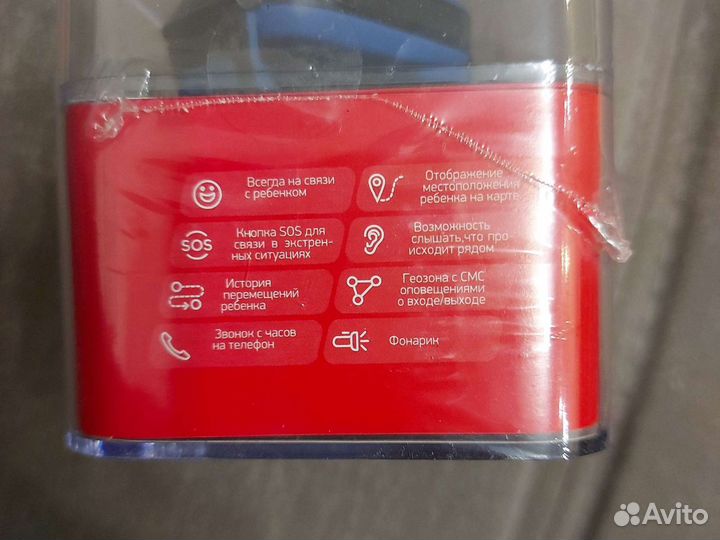 Всегда на связи
с ребенком
Отображение
местоположения
ребенка на карте
SOS
Кнопка SOS для
связи в экстрен-
ных ситуациях
Возможность
слышать,что про
исходит рядом
История
перемещений
ребенка
Геозона с СМС
оповещениями
о входе/выходе
Звонок с часов
на телефон
Фонарик
Avito